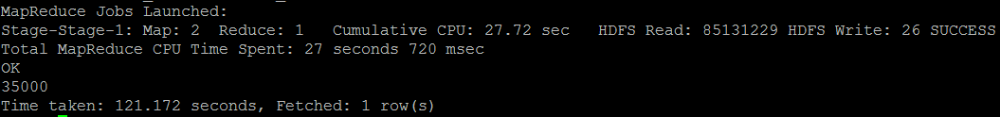 MapReduce Jobs Launched:
Stage-Stage-1: Map: 2  Reduce: 1   Cumulative CPU: 27.72 sec   HDFS Read: 85131229 HDFS Write: 26 SUCCESS
Total MapReduce CPU Time Spent: 27 seconds 720 msec
OK
35000
Time taken: 121.172 seconds, Fetched: 1 row(s)